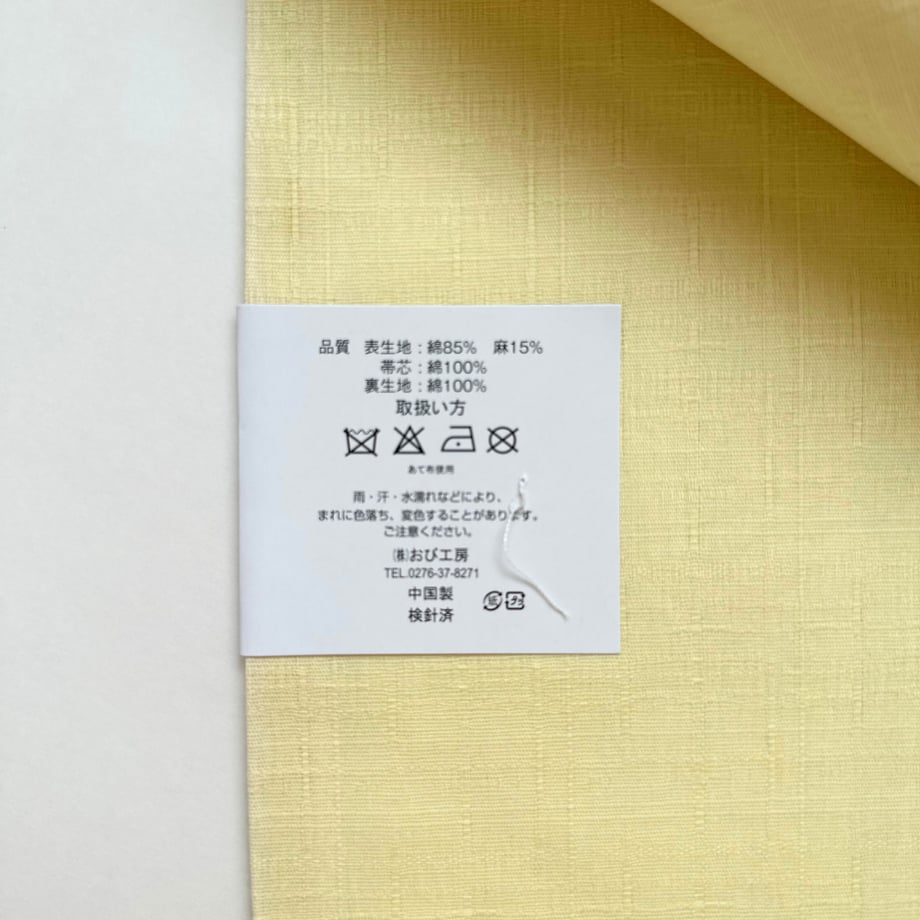 品質 表生地：綿85% 麻15%
帯芯：綿100%
裏生地：綿100%
取扱い方
あて布使用
雨・汗・水濡れなどにより、
まれに色落ち、変色することがあります。
ご注意ください。
㈱おび工房
TEL.0276-37-8271
中国製
検針済
紙 プラ